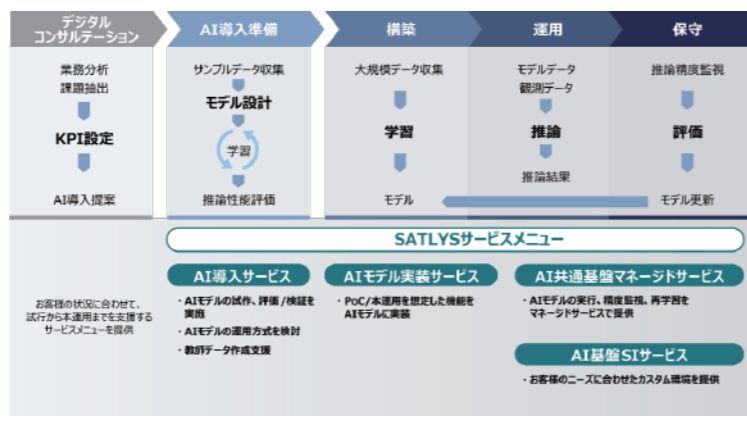 デジタル
コンサルテーション
AI導入準備
構築
運用
保守
業務分析
課題抽出
KPI設定
AI導入提案
サンプルデータ収集
モデル設計
学習
推論性能評価
大規模データ収集
学習
モデル
モデルデータ
観測データ
推論
推論結果
推論精度監視
評価
モデル更新
お客様の状況に合わせて、
試行から本運用までを支援する
サービスメニューを提供
SATLYSサービスメニュー
AI導入サービス
・AIモデルの試作、評価/検証を
実施
・AIモデルの運用方式を検討
・教師データ作成支援
AIモデル実装サービス
・PoC/本運用を想定した機能を
AIモデルに実装
AI共通基盤マネージドサービス
・AIモデルの実行、精度監視、再学習を
マネージドサービスで提供
AI基盤SIサービス
・お客様のニーズに合わせたカスタム環境を提供